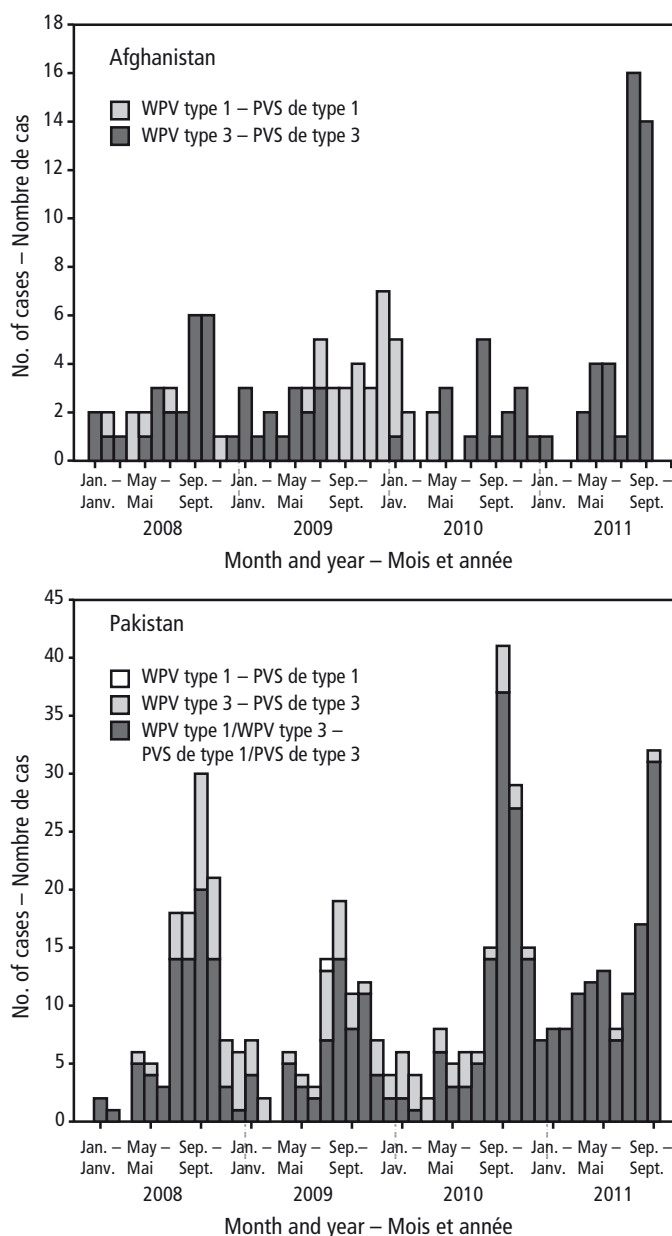 18
16
14
12
10
8
6
4
2
0
No. of cases – Nombre de cas
Afghanistan
WPV type 1 – PVS de type 1
WPV type 3 – PVS de type 3
Jan. – May – Sep. – Jan. – May – Sep. – Jan. – May – Sep. – Jan. – May – Sep. –
Janv. Mai Sept. Janv. Mai Sept. Jav. Mai Sept. Janv. Mai Sept.
2008 2009 2010 2011
Month and year – Mois et année
45
40
35
30
25
20
15
10
5
0
No. of cases – Nombre de cas
Pakistan
WPV type 1 – PVS de type 1
WPV type 3 – PVS de type 3
WPV type 1/WPV type 3 –
PVS de type 1/PVS de type 3
Jan. – May – Sep. – Jan. – May – Sep.– Jan. – May – Sep. – Jan. – May – Sep. –
Janv. Mai Sept. Janv. Mai Sept. Jav. Mai Sept. Janv. Mai Sept.
2008 2009 2010 2011
Month and year – Mois et année